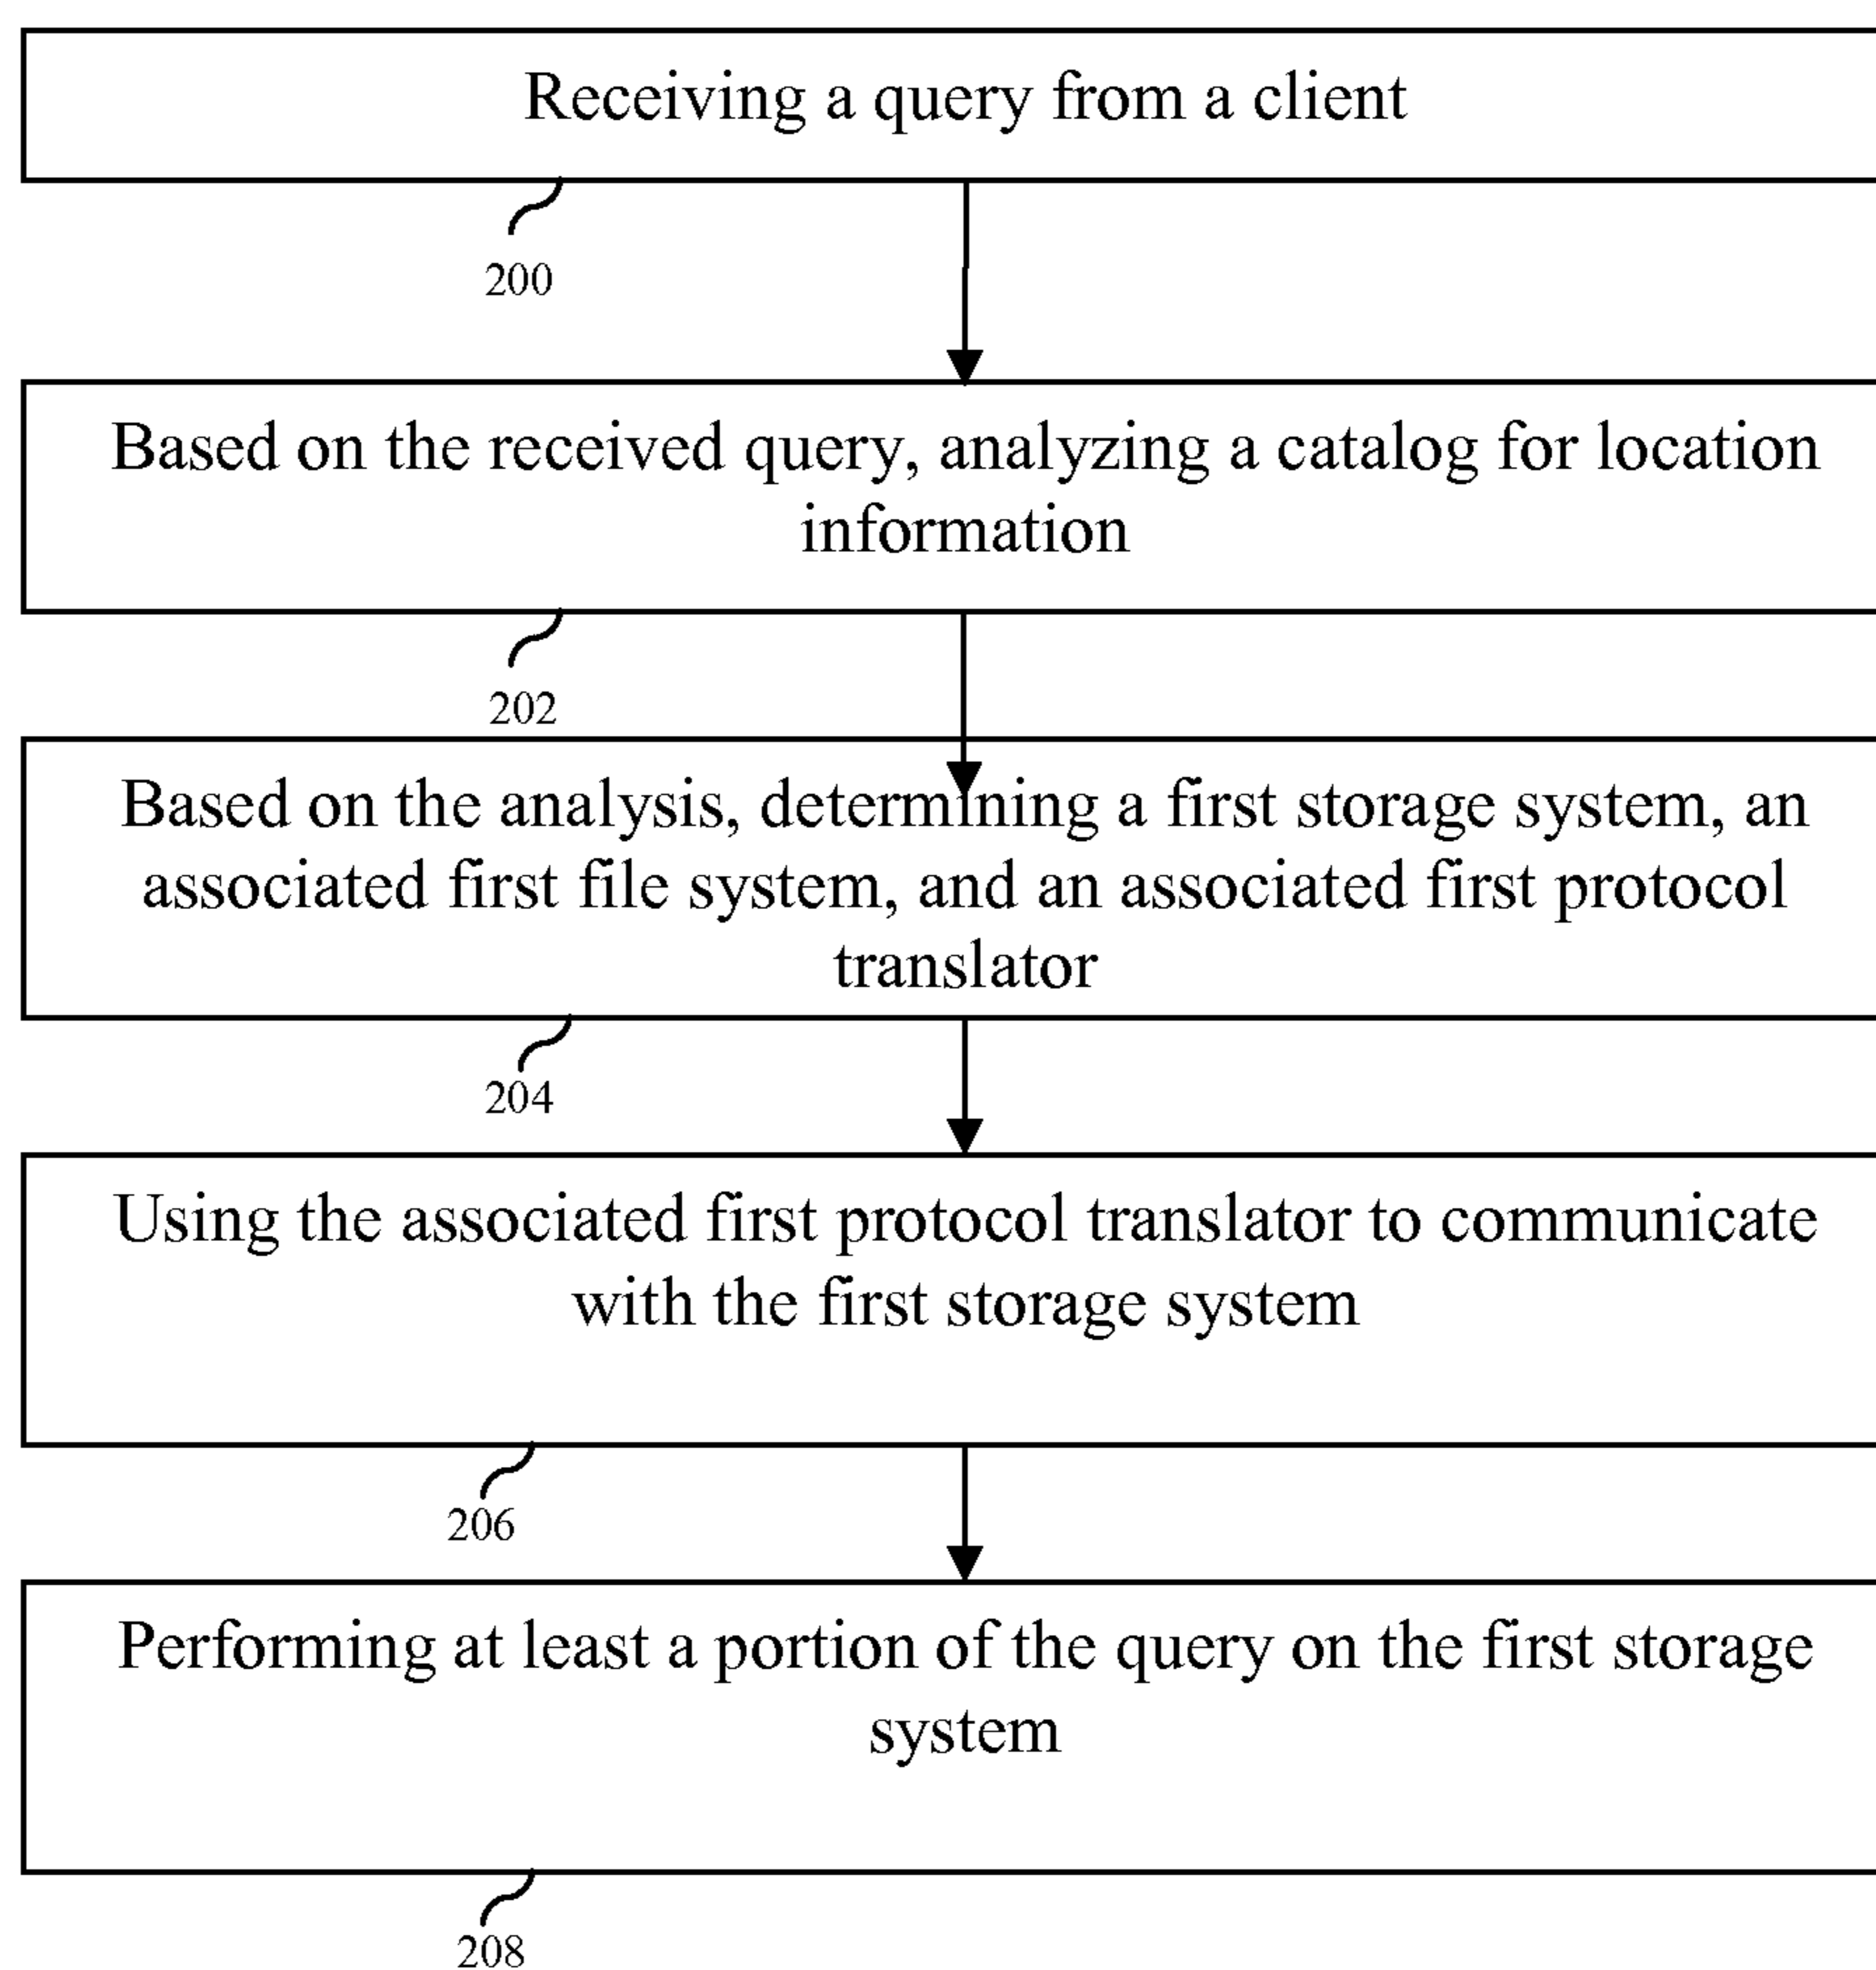 Receiving a query from a client
200
Based on the received query, analyzing a catalog for location
information
202
Based on the analysis, determining a first storage system, an
associated first file system, and an associated first protocol
translator
204
Using the associated first protocol translator to communicate
with the first storage system
206
Performing at least a portion of the query on the first storage
system
208